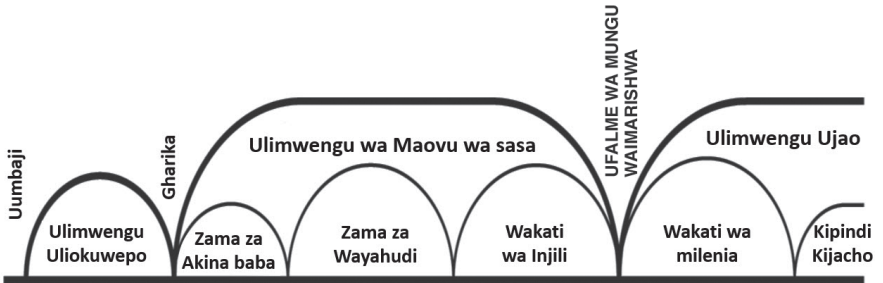 Uumbaji
Ulimwengu
Uliokuwepo
Gharika
Ulimwengu wa Maovu wa sasa
Zama za
Akina baba
Zama za
Wayahudi
Wakati
wa Injili
UFALME WA MUNGU
WAIMARISHWA
Ulimwengu Ujao
Wakati wa
milenia
Kipindi
Kijacho